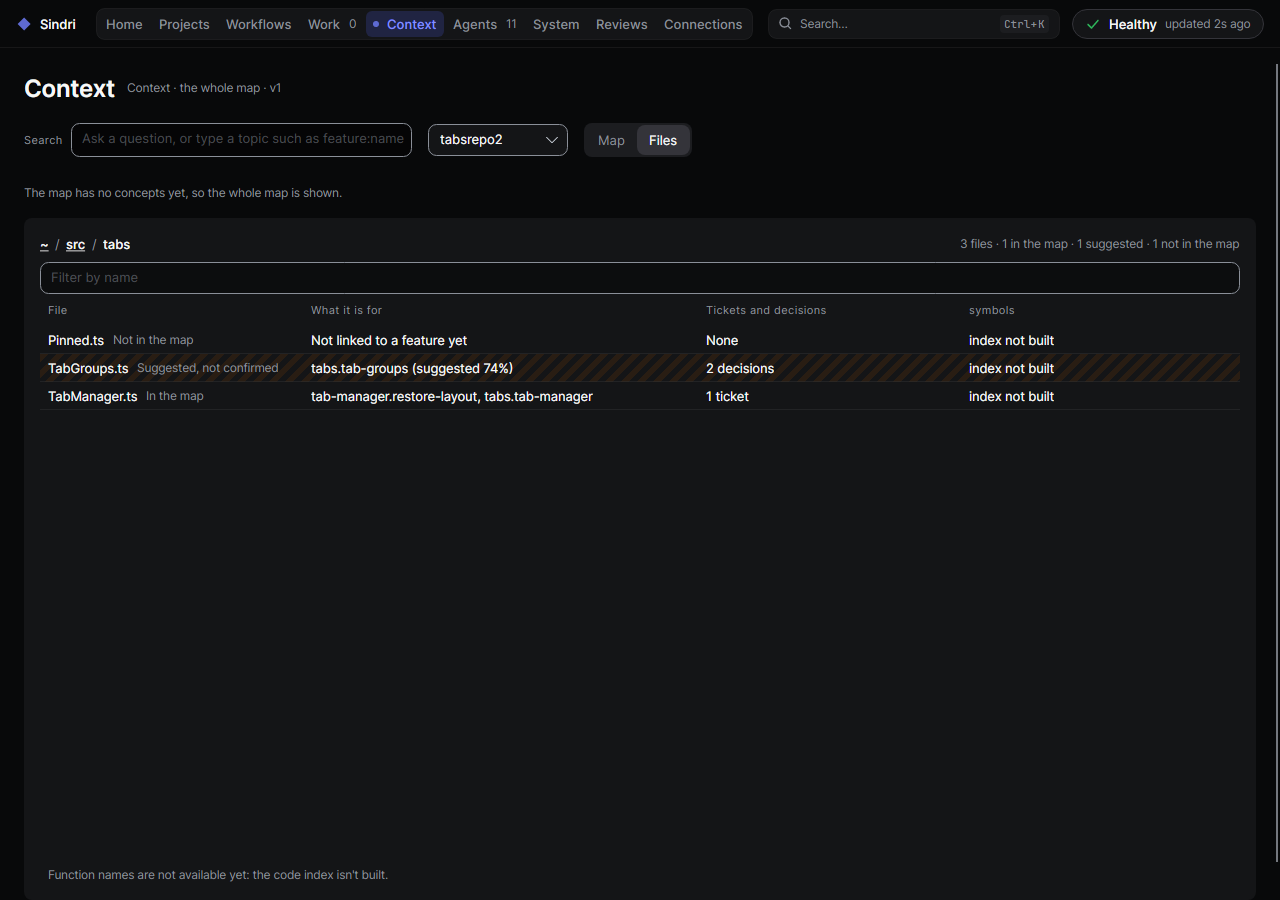 Sindri Home Projects Workflows Work 0 Context Agents 11 System Reviews Connections Search... Ctrl+K Healthy updated 2s ago
Context Context · the whole map · v1
Search Ask a question, or type a topic such as feature:name tabsrepo2 Map Files
The map has no concepts yet, so the whole map is shown.
~ / src / tabs 3 files · 1 in the map · 1 suggested · 1 not in the map
Filter by name
File What it is for Tickets and decisions symbols
Pinned.ts Not in the map Not linked to a feature yet None index not built
TabGroups.ts Suggested, not confirmed tabs.tab-groups (suggested 74%) 2 decisions index not built
TabManager.ts In the map tab-manager.restore-layout, tabs.tab-manager 1 ticket index not built
Function names are not available yet: the code index isn't built.